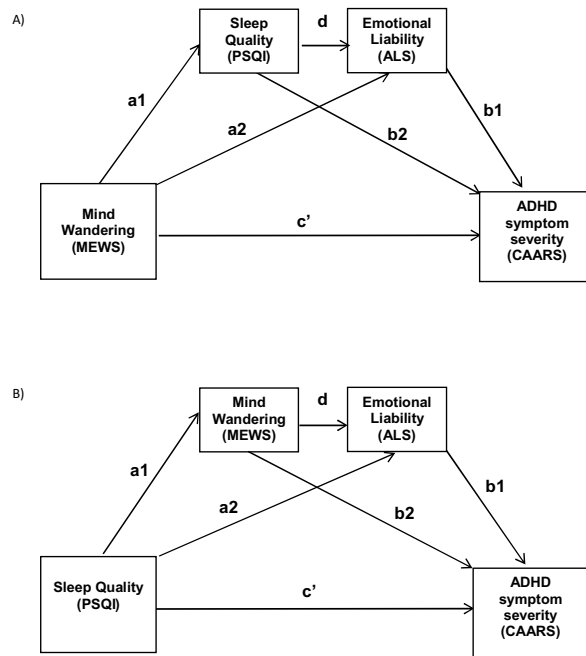 A)
Sleep
Quality
(PSQI)
d
Emotional
Liability
(ALS)
a1
a2
b2
b1
Mind
Wandering
(MEWS)
c’
ADHD
symptom
severity
(CAARS)
B)
Mind
Wandering
(MEWS)
d
Emotional
Liability
(ALS)
a1
a2
b2
b1
Sleep Quality
(PSQI)
c’
ADHD
symptom
severity
(CAARS)